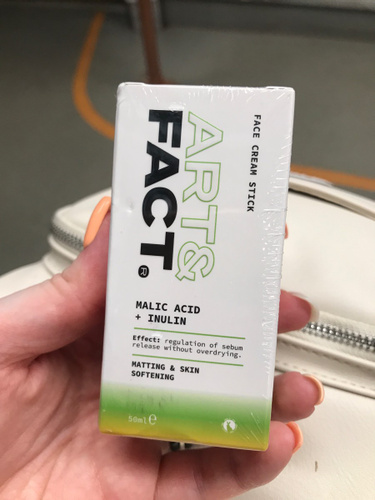 ART&
FACT.®
FACE CREAM STICK
MALIC ACID
+ INULIN
Effect: regulation of sebum
release without overdrying.
MATTING & SKIN
SOFTENING
50ml ℮